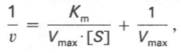 1/v = K_m / (V_max · [S]) + 1/V_max ,